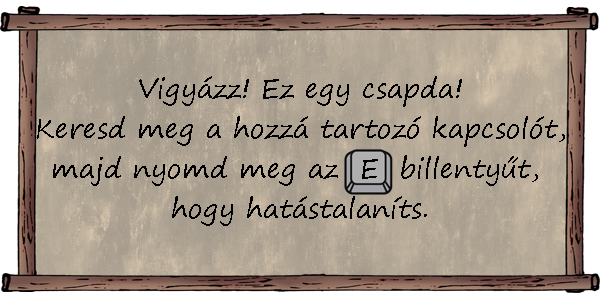 Vigyázz! Ez egy csapda!
Keresd meg a hozzá tartozó kapcsolót,
majd nyomd meg az E billentyűt,
hogy hatástalaníts.